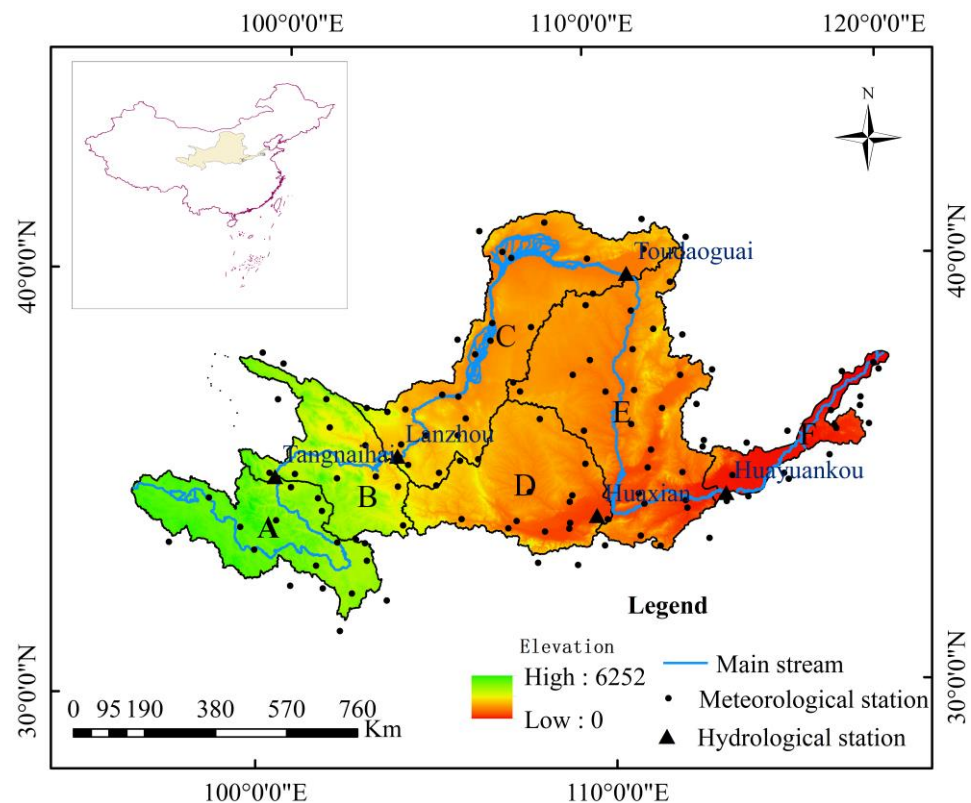 100°0'0"E
110°0'0"E
120°0'0"E
N
40°0'0"N
40°0'0"N
Toudaoguai
C
E
Lanzhou
F
Tangnaihai
Huayuankou
B
D
Huaxian
A
Legend
Elevation
High : 6252
Low : 0
Main stream
Meteorological station
Hydrological station
30°0'0"N
30°0'0"N
0 95 190 380 570 760
Km
100°0'0"E
110°0'0"E